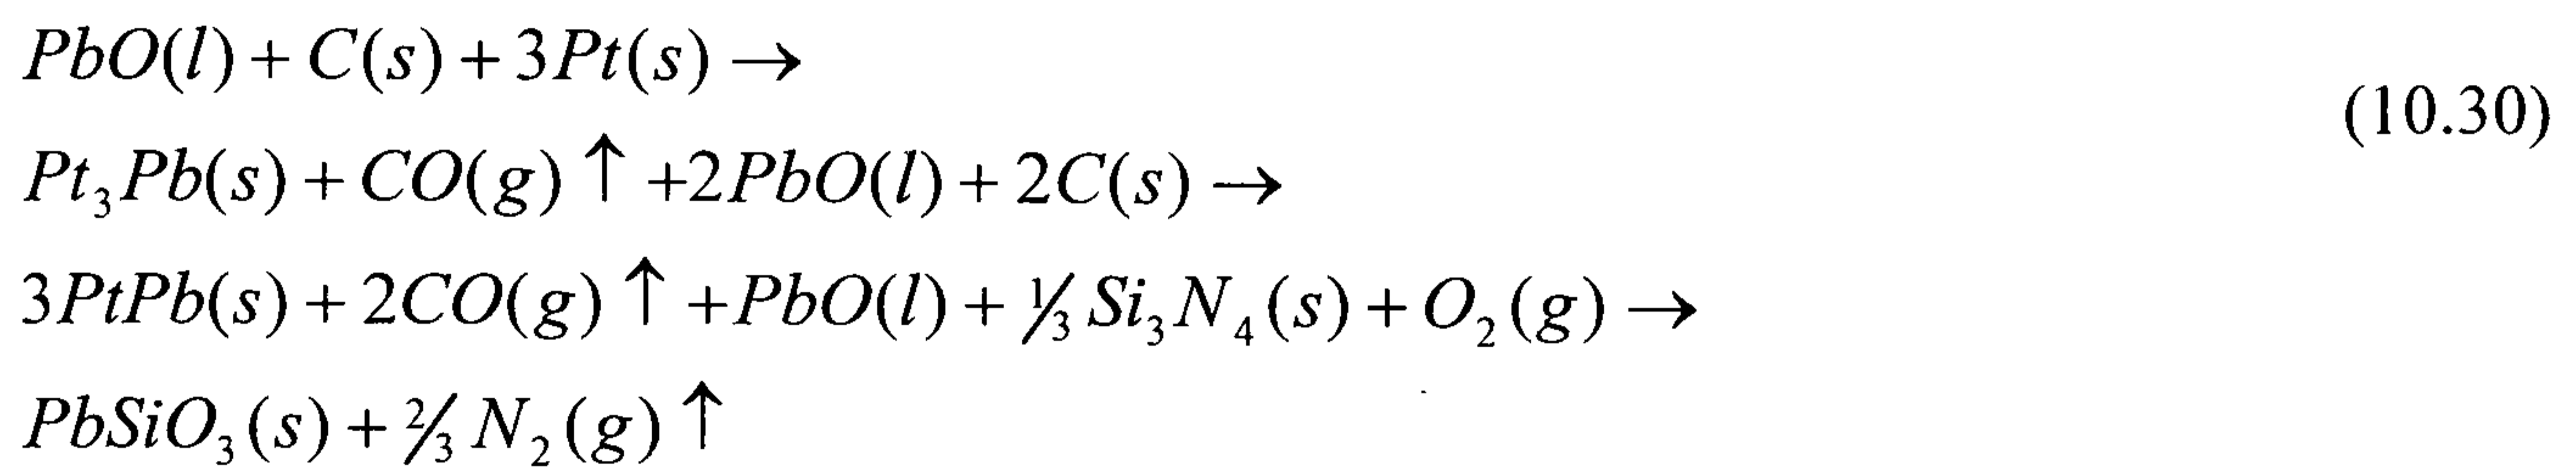 PbO(l) + C(s) + 3Pt(s) →
(10.30)
Pt₃Pb(s) + CO(g) ↑ +2PbO(l) + 2C(s) →
3PtPb(s) + 2CO(g) ↑ +PbO(l) + ⅓ Si₃N₄(s) + O₂(g) →
PbSiO₃(s) + ⅔ N₂(g) ↑